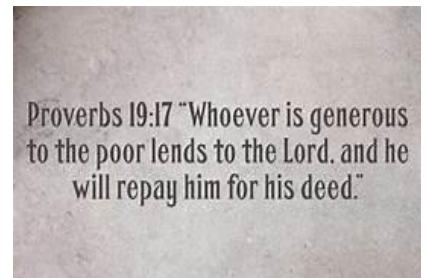 Proverbs 19:17 "Whoever is generous
to the poor lends to the Lord, and he
will repay him for his deed."